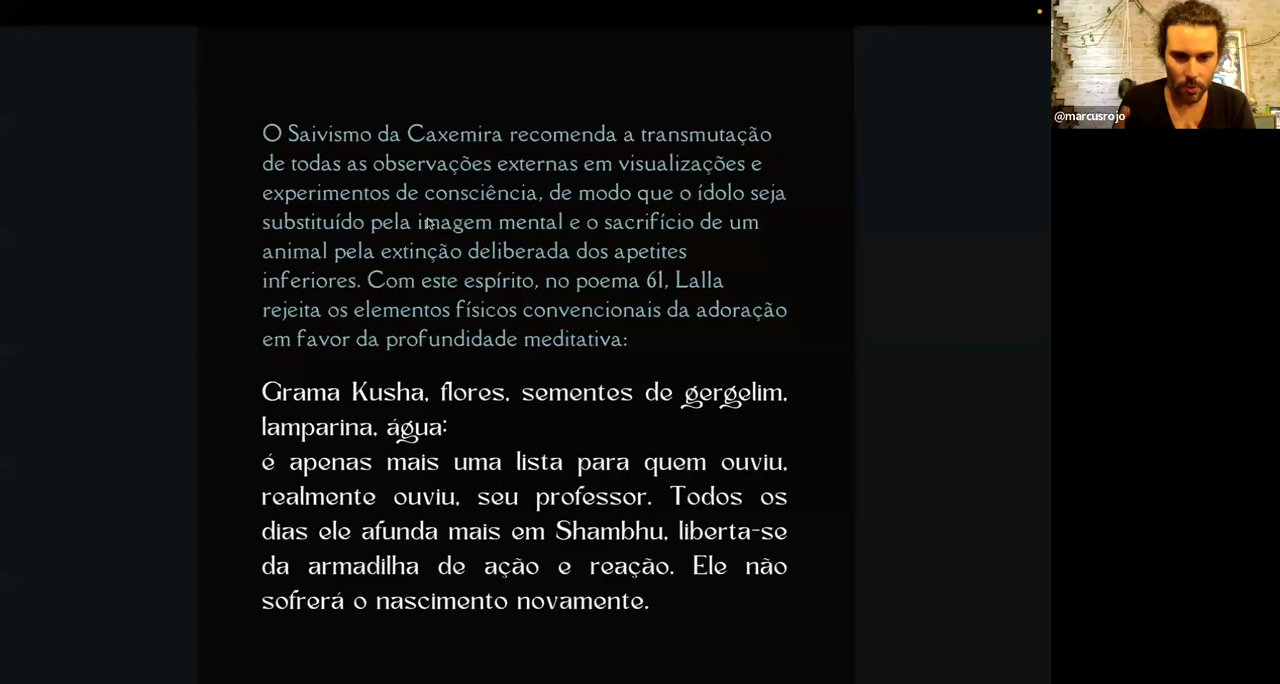 O Saivismo da Caxemira recomenda a transmutação
de todas as observações externas em visualizações e
experimentos de consciência, de modo que o ídolo seja
substituído pela imagem mental e o sacrifício de um
animal pela extinção deliberada dos apetites
inferiores. Com este espírito, no poema 61, Lalla
rejeita os elementos físicos convencionais da adoração
em favor da profundidade meditativa:
Grama Kusha, flores, sementes de gergelim,
lamparina, água:
é apenas mais uma lista para quem ouviu,
realmente ouviu, seu professor. Todos os
dias ele afunda mais em Shambhu, liberta-se
da armadilha de ação e reação. Ele não
sofrerá o nascimento novamente.
@marcusrojo